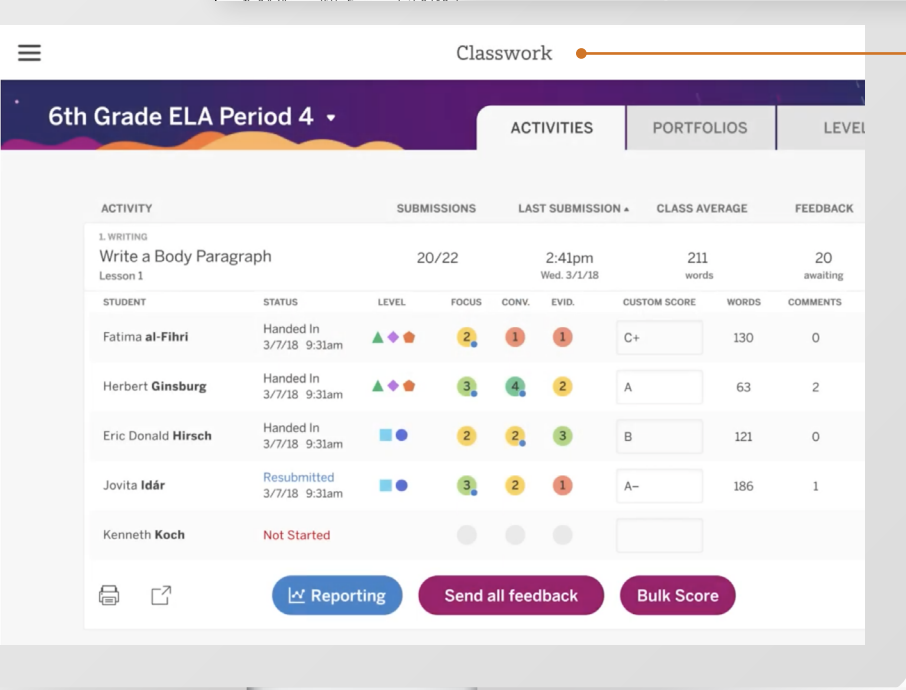 Classwork
6th Grade ELA Period 4
ACTIVITIES PORTFOLIOS
ACTIVITY SUBMISSIONS LAST SUBMISSION CLASS AVERAGE FEEDBACK
1. WRITING
Write a Body Paragraph 20/22 2:41pm 211 20
Lesson 1 Wed. 3/1/18 words awaiting
STUDENT STATUS LEVEL FOCUS CONV. EVID. CUSTOM SCORE WORDS COMMENTS
Fatima al-Fihri Handed In 2 1 1 C+ 130 0
3/7/18 9:31am
Herbert Ginsburg Handed In 3 4 2 A 63 2
3/7/18 9:31am
Eric Donald Hirsch Handed In 2 2 3 B 121 0
3/7/18 9:31am
Jovita Idár Resubmitted 3 2 1 A– 186 1
3/7/18 9:31am
Kenneth Koch Not Started
Reporting Send all feedback Bulk Score